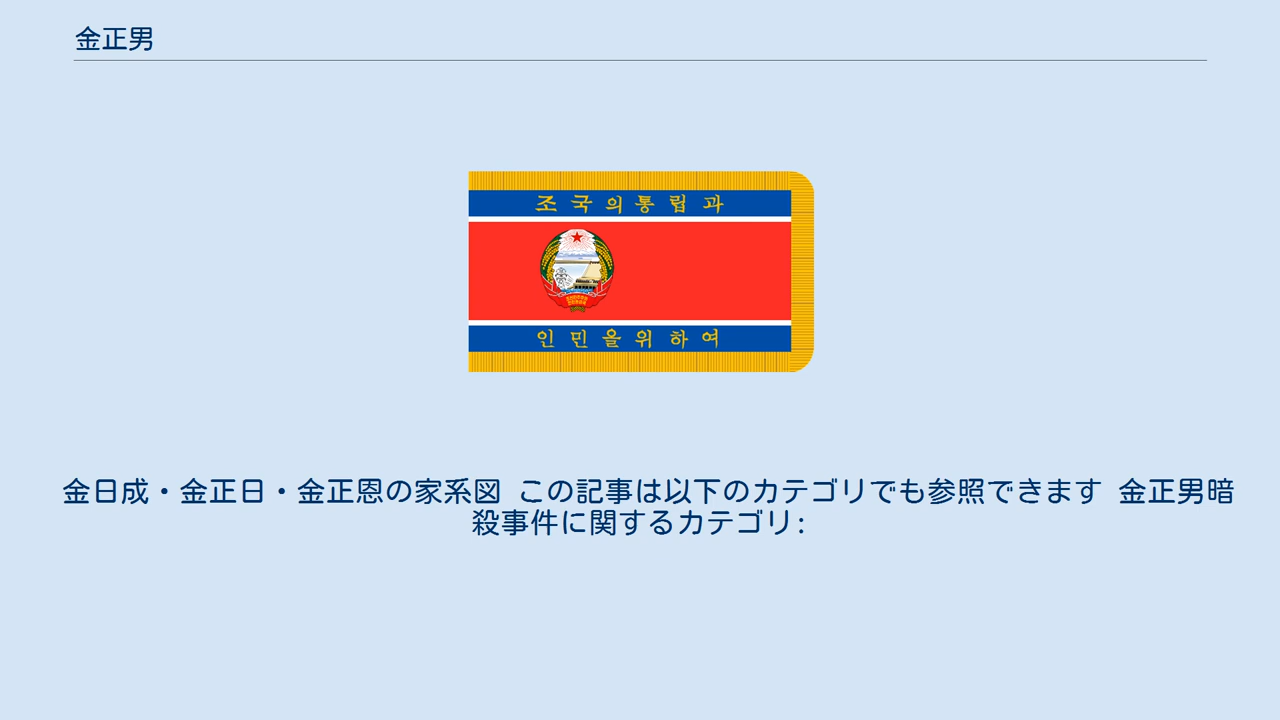 金正男
조국의통립과
인민을위하여
金日成・金正日・金正恩の家系図 この記事は以下のカテゴリでも参照できます 金正男暗
殺事件に関するカテゴリ: